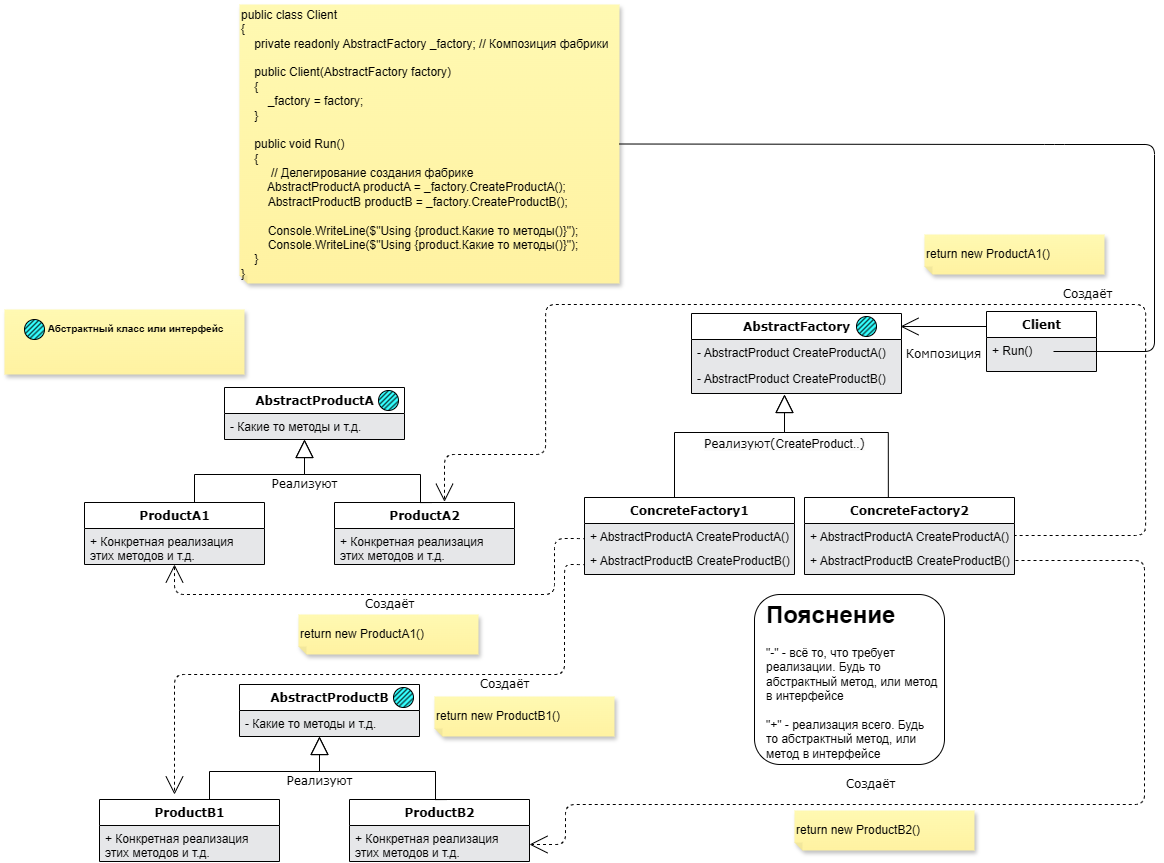 public class Client
{
private readonly AbstractFactory _factory; // Композиция фабрики
public Client(AbstractFactory factory)
{
_factory = factory;
}
public void Run()
{
// Делегирование создания фабрике
AbstractProductA productA = _factory.CreateProductA();
AbstractProductB productB = _factory.CreateProductB();
Console.WriteLine($"Using {product.Какие то методы()}");
Console.WriteLine($"Using {product.Какие то методы()}");
}
}
return new ProductA1()
Создаёт
Абстрактный класс или интерфейс
AbstractFactory
- AbstractProduct CreateProductA()
- AbstractProduct CreateProductB()
Композиция
Client
+ Run()
AbstractProductA
- Какие то методы и т.д.
Реализуют
Реализуют(CreateProduct..)
ProductA1
+ Конкретная реализация
этих методов и т.д.
ProductA2
+ Конкретная реализация
этих методов и т.д.
ConcreteFactory1
+ AbstractProductA CreateProductA()
+ AbstractProductB CreateProductB()
ConcreteFactory2
+ AbstractProductA CreateProductA()
+ AbstractProductB CreateProductB()
Создаёт
return new ProductA1()
Пояснение
"-" - всё то, что требует
реализации. Будь то
абстрактный метод, или метод
в интерфейсе
"+" - реализация всего. Будь
то абстрактный метод, или
метод в интерфейсе
Создаёт
return new ProductB1()
AbstractProductB
- Какие то методы и т.д.
Реализуют
ProductB1
+ Конкретная реализация
этих методов и т.д.
ProductB2
+ Конкретная реализация
этих методов и т.д.
Создаёт
return new ProductB2()